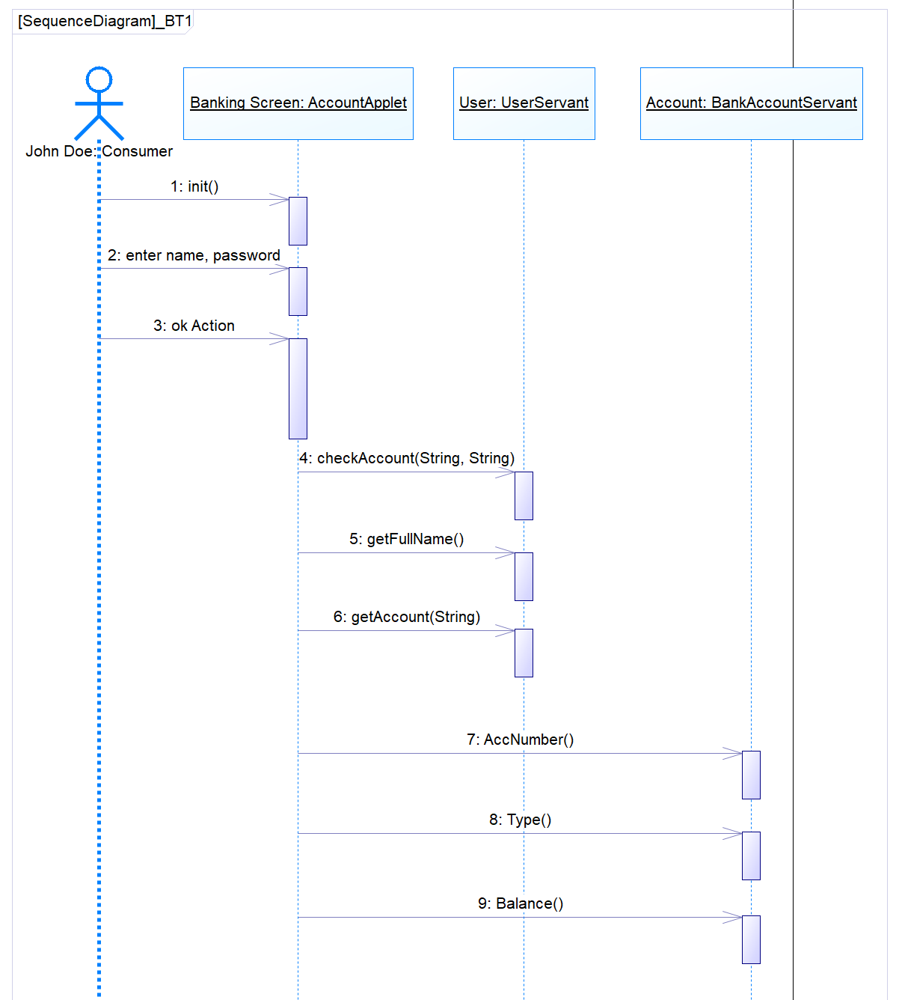 [SequenceDiagram]_BT1
John Doe: Consumer
Banking Screen: AccountApplet
User: UserServant
Account: BankAccountServant
1: init()
2: enter name, password
3: ok Action
4: checkAccount(String, String)
5: getFullName()
6: getAccount(String)
7: AccNumber()
8: Type()
9: Balance()